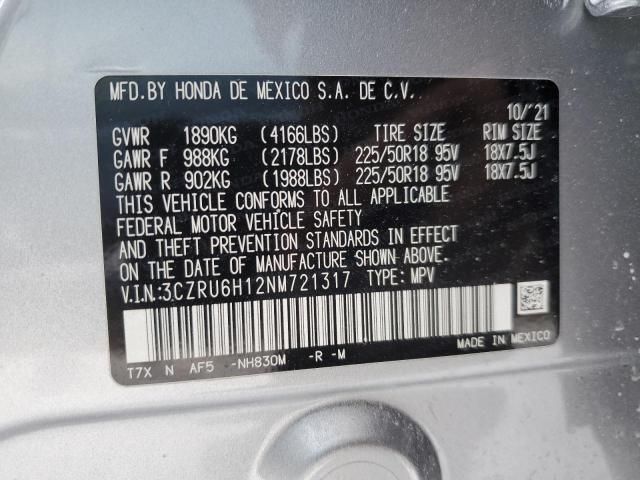 MFD. BY HONDA DE MEXICO S.A. DE C.V.
10/'21
GVWR 1890KG (4166LBS) TIRE SIZE RIM SIZE
GAWR F 988KG (2178LBS) 225/50R18 95V 18X7.5J
GAWR R 902KG (1988LBS) 225/50R18 95V 18X7.5J
THIS VEHICLE CONFORMS TO ALL APPLICABLE
FEDERAL MOTOR VEHICLE SAFETY
AND THEFT PREVENTION STANDARDS IN EFFECT
ON THE DATE OF MANUFACTURE SHOWN ABOVE.
V.I.N.:3CZRU6H12NM721317 TYPE: MPV
T7X N AF5 -NH830M -R -M
MADE IN MEXICO